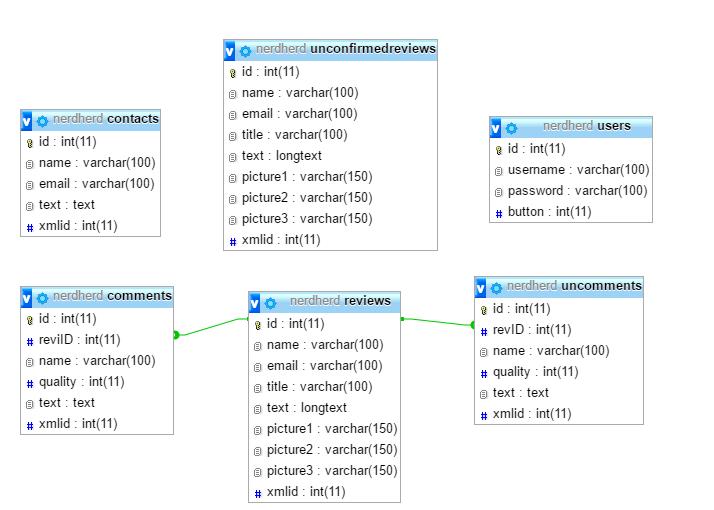 nerdherd unconfirmedreviews
id : int(11)
name : varchar(100)
email : varchar(100)
title : varchar(100)
text : longtext
picture1 : varchar(150)
picture2 : varchar(150)
picture3 : varchar(150)
xmlid : int(11)
nerdherd contacts
id : int(11)
name : varchar(100)
email : varchar(100)
text : text
xmlid : int(11)
nerdherd users
id : int(11)
username : varchar(100)
password : varchar(100)
button : int(11)
nerdherd comments
id : int(11)
reviID : int(11)
name : varchar(100)
quality : int(11)
text : text
xmlid : int(11)
nerdherd reviews
id : int(11)
name : varchar(100)
email : varchar(100)
title : varchar(100)
text : longtext
picture1 : varchar(150)
picture2 : varchar(150)
picture3 : varchar(150)
xmlid : int(11)
nerdherd uncomments
id : int(11)
revID : int(11)
name : varchar(100)
quality : int(11)
text : text
xmlid : int(11)